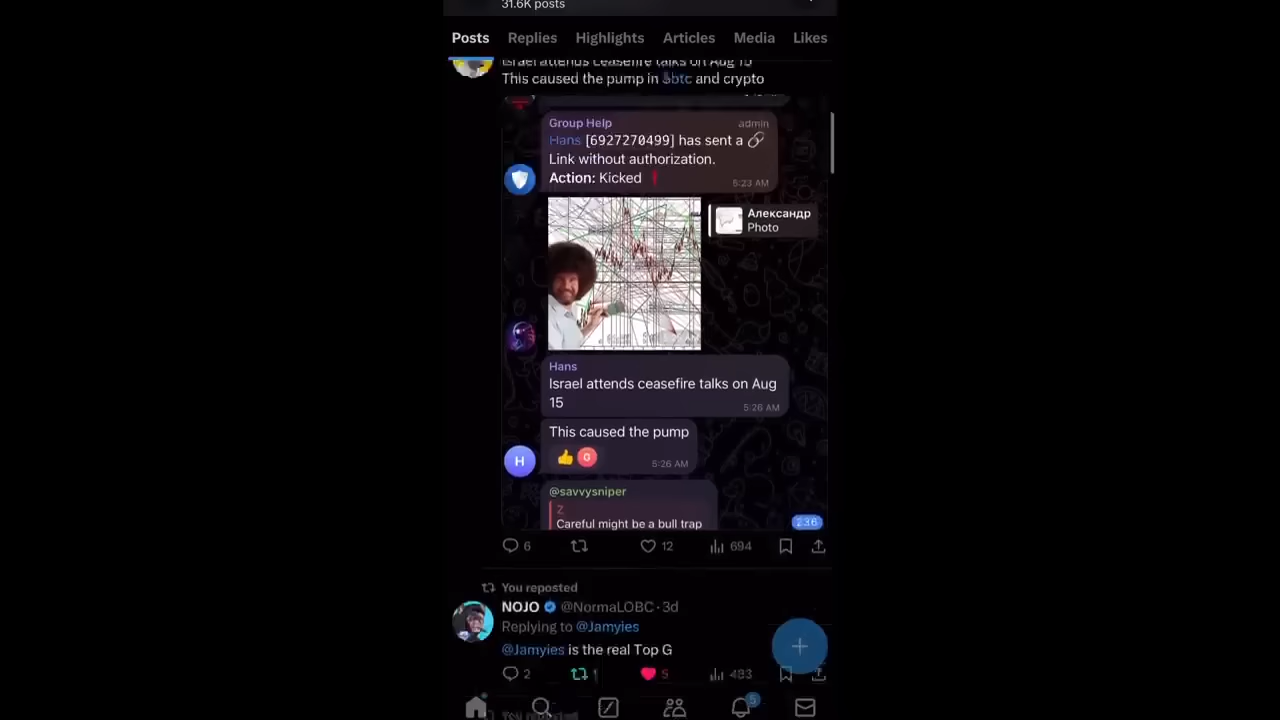 31.6K posts
Posts Replies Highlights Articles Media Likes
Israel attends ceasefire talks on Aug 15
This caused the pump in $btc and crypto
Group Help admin
Hans [6927270499] has sent a
Link without authorization.
Action: Kicked
5:23 AM
Александр
Photo
Hans
Israel attends ceasefire talks on Aug
15
5:26 AM
This caused the pump
G
5:26 AM
H
@savvysniper
Z
Careful might be a bull trap
236
6 12 694
You reposted
NOJO @NormaLOBC · 3d
Replying to @Jamyies
@Jamyies is the real Top G
2 1 5 483
5
You reposted